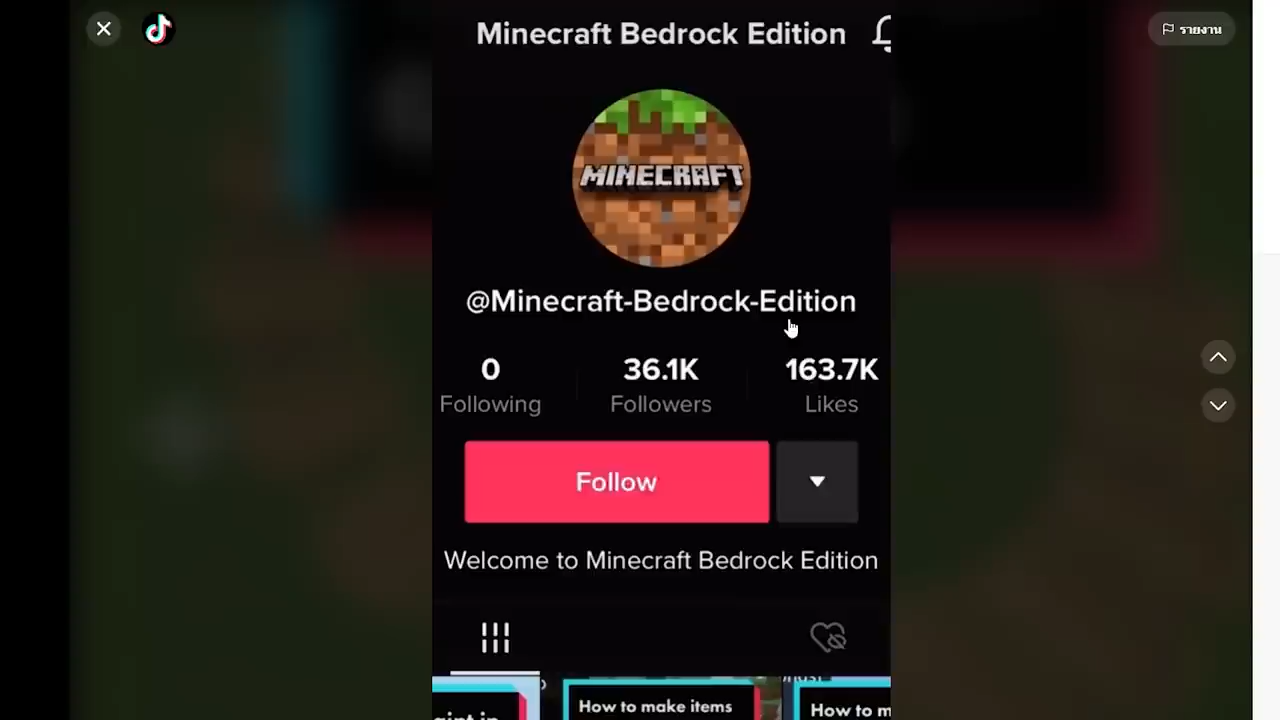 Minecraft Bedrock Edition
รายงาน
MINECRAFT
@Minecraft-Bedrock-Edition
0 36.1K 163.7K
Following Followers Likes
Follow
Welcome to Minecraft Bedrock Edition
How to make items
How to m